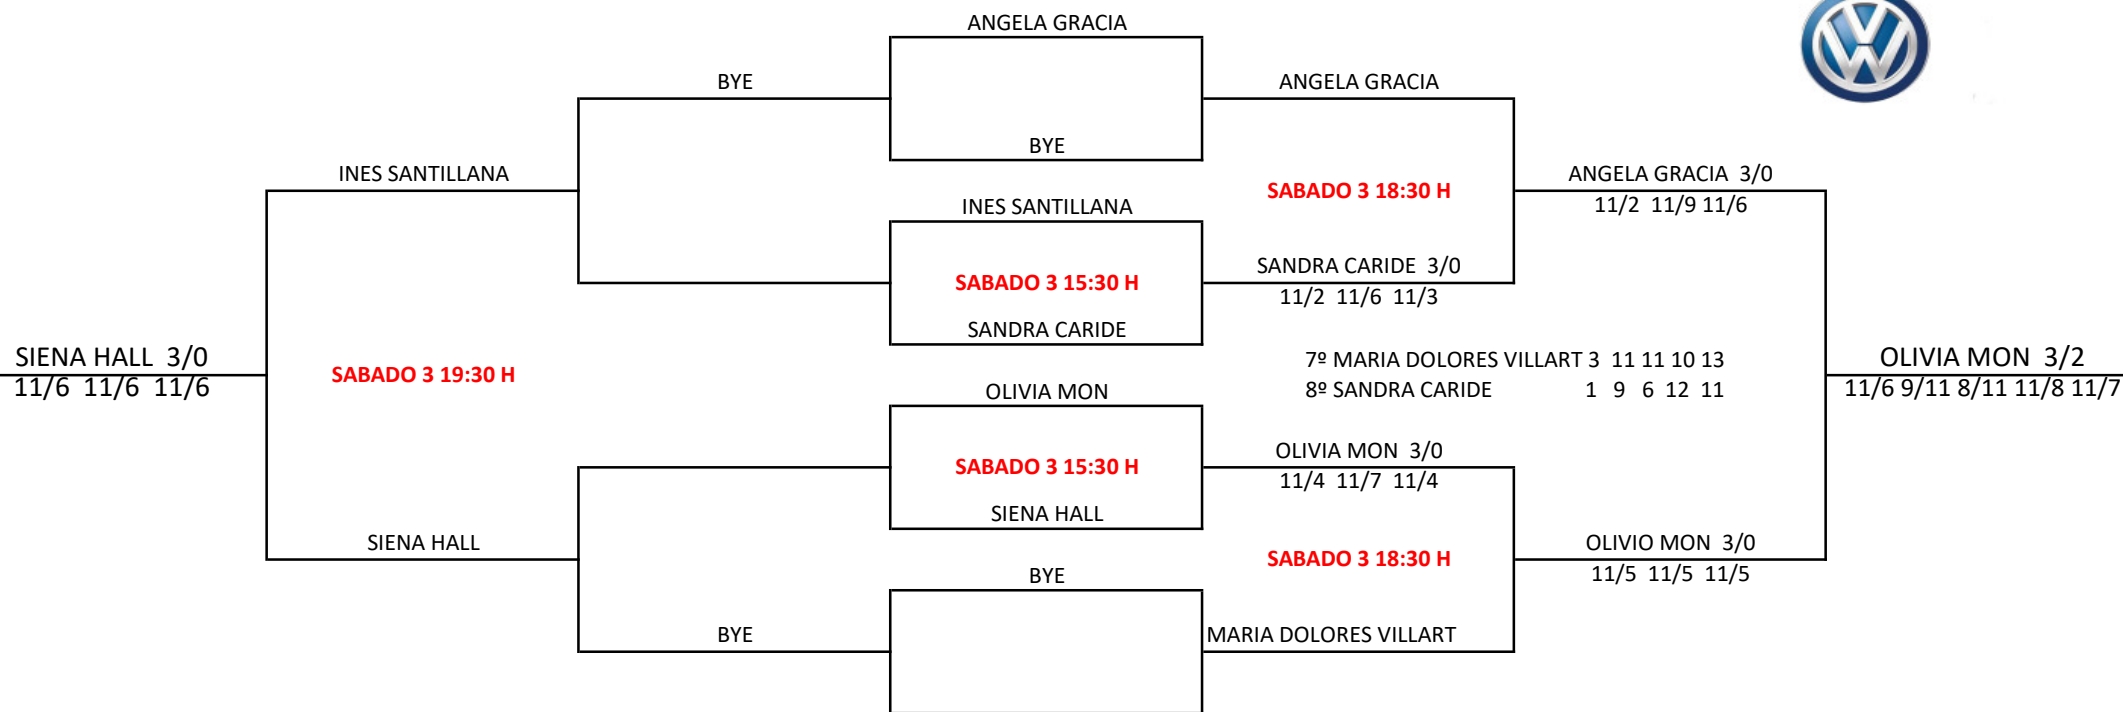 ANGELA GRACIA
BYE
ANGELA GRACIA
BYE
INES SANTILLANA
ANGELA GRACIA 3/0
SABADO 3 18:30 H
11/2 11/9 11/6
INES SANTILLANA
SANDRA CARIDE 3/0
SABADO 3 15:30 H
11/2 11/6 11/3
SANDRA CARIDE
SIENA HALL 3/0
7º MARIA DOLORES VILLART 3 11 11 10 13
OLIVIA MON 3/2
SABADO 3 19:30 H
11/6 11/6 11/6
8º SANDRA CARIDE 1 9 6 12 11
11/6 9/11 8/11 11/8 11/7
OLIVIA MON
OLIVIA MON 3/0
SABADO 3 15:30 H
11/4 11/7 11/4
SIENA HALL
SIENA HALL
OLIVIO MON 3/0
SABADO 3 18:30 H
11/5 11/5 11/5
BYE
BYE
MARIA DOLORES VILLART